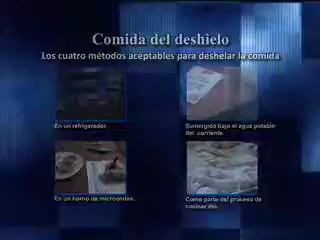 Comida del deshielo
Los cuatro métodos aceptables para deshelar la comida
En un refrigerador.
Sumergido bajo el agua potable
del corriente.
En un horno de microondas.
Como parte del proceso de
cocinar del.